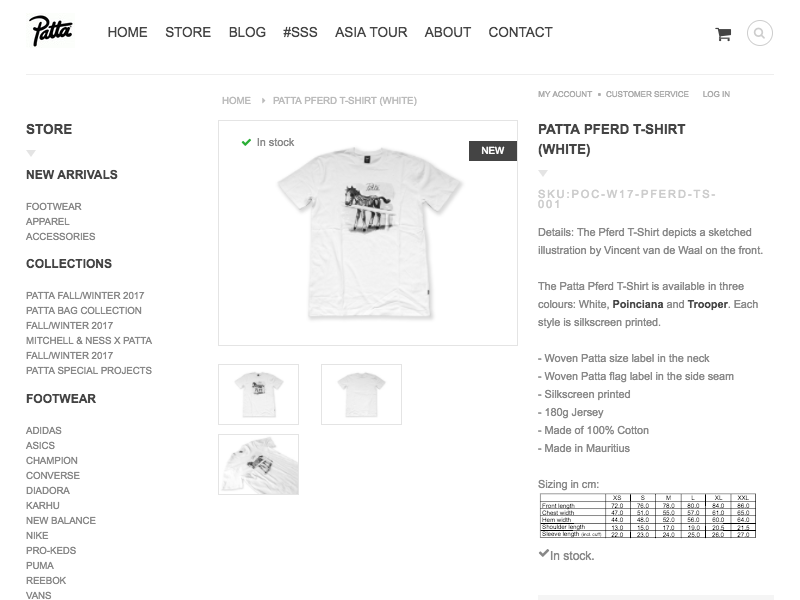 Patta
HOME STORE BLOG #SSS ASIA TOUR ABOUT CONTACT
MY ACCOUNT • CUSTOMER SERVICE LOG IN
HOME PATTA PFERD T-SHIRT (WHITE)
STORE
NEW ARRIVALS
FOOTWEAR
APPAREL
ACCESSORIES
COLLECTIONS
PATTA FALL/WINTER 2017
PATTA BAG COLLECTION
FALL/WINTER 2017
MITCHELL & NESS X PATTA
FALL/WINTER 2017
PATTA SPECIAL PROJECTS
FOOTWEAR
ADIDAS
ASICS
CHAMPION
CONVERSE
DIADORA
KARHU
NEW BALANCE
NIKE
PRO-KEDS
PUMA
REEBOK
VANS
In stock
NEW
PATTA PFERD T-SHIRT
(WHITE)
SKU:POC-W17-PFERD-TS-
001
Details: The Pferd T-Shirt depicts a sketched
illustration by Vincent van de Waal on the front.
The Patta Pferd T-Shirt is available in three
colours: White, Poinciana and Trooper. Each
style is silkscreen printed.
- Woven Patta size label in the neck
- Woven Patta flag label in the side seam
- Silkscreen printed
- 180g Jersey
- Made of 100% Cotton
- Made in Mauritius
Sizing in cm:
XS S M L XL XXL
Front length 72.0 76.0 78.0 80.0 84.0 86.0
Chest width 47.0 51.0 55.0 57.0 61.0 65.0
Hem width 44.0 48.0 52.0 56.0 60.0 64.0
Shoulder length 13.0 15.0 17.0 19.0 20.5 21.5
Sleeve length (incl. cuff) 22.0 23.0 24.0 25.0 26.0 27.0
In stock.